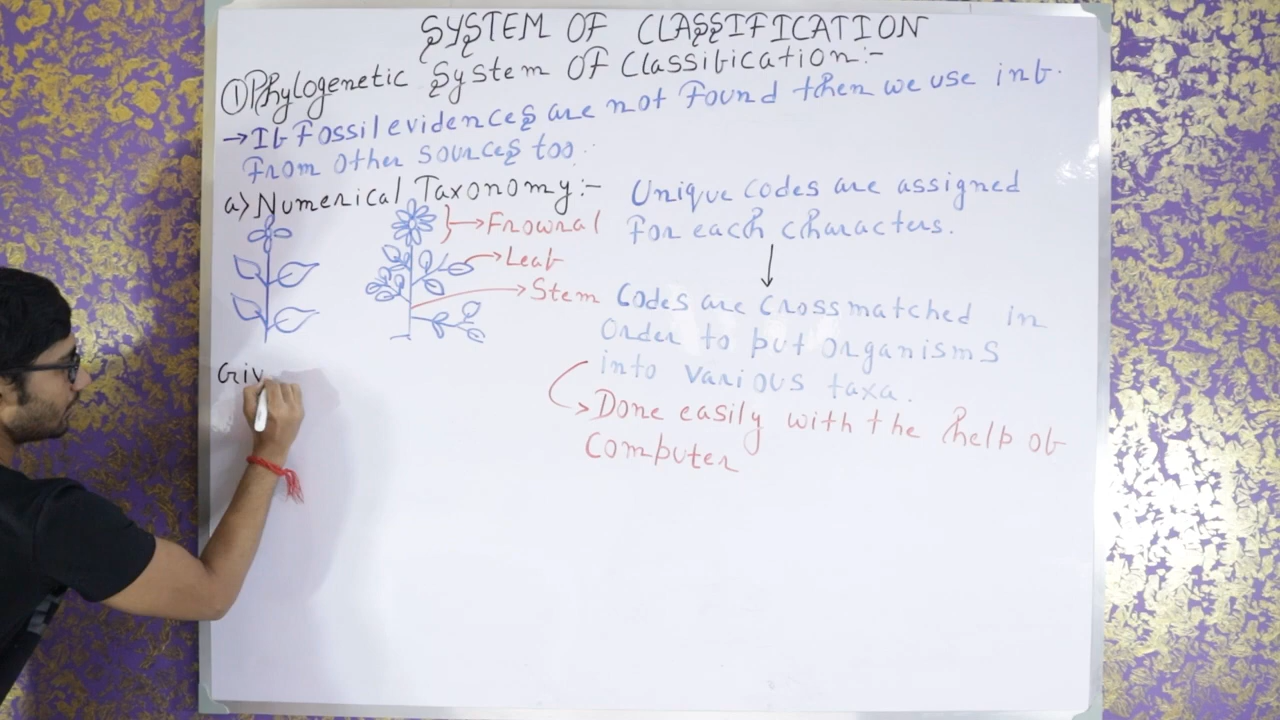 SYSTEM OF CLASSIFICATION
① Phylogenetic System OF Classification:-
→ If Fossil evidences are not Found then we use inf.
From other sources too.
a) Numerical Taxonomy:-
→ Frowral
→ Leaf
→ Stem
Unique codes are assigned
For each characters.
↓
Codes are crossmatched in
Order to put organisms
into various taxa.
→ Done easily with the help of
Computer
Giv